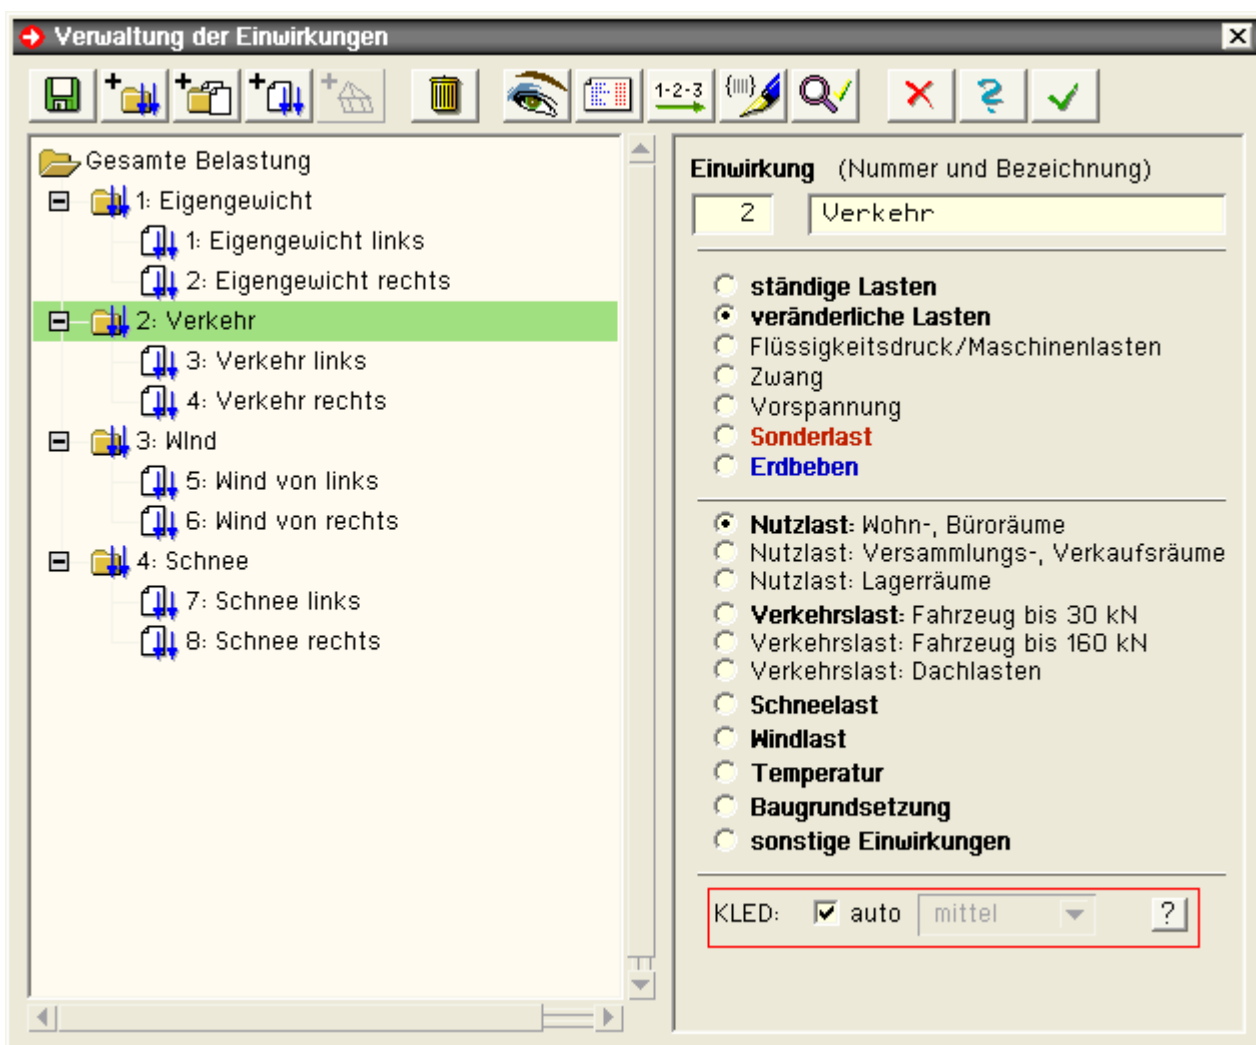 Verwaltung der Einwirkungen
1-2-3
Gesamte Belastung
1: Eigengewicht
1: Eigengewicht links
2: Eigengewicht rechts
2: Verkehr
3: Verkehr links
4: Verkehr rechts
3: WInd
5: Wind von links
6: Wind von rechts
4: Schnee
7: Schnee links
8: Schnee rechts
Einwirkung (Nummer und Bezeichnung)
2 Verkehr
ständige Lasten
veränderliche Lasten
Flüssigkeitsdruck/Maschinenlasten
Zwang
Vorspannung
Sonderlast
Erdbeben
Nutzlast: Wohn-, Büroräume
Nutzlast: Versammlungs-, Verkaufsräume
Nutzlast: Lagerräume
Verkehrslast: Fahrzeug bis 30 kN
Verkehrslast: Fahrzeug bis 160 kN
Verkehrslast: Dachlasten
Schneelast
Windlast
Temperatur
Baugrundsetzung
sonstige Einwirkungen
KLED: auto mittel ?